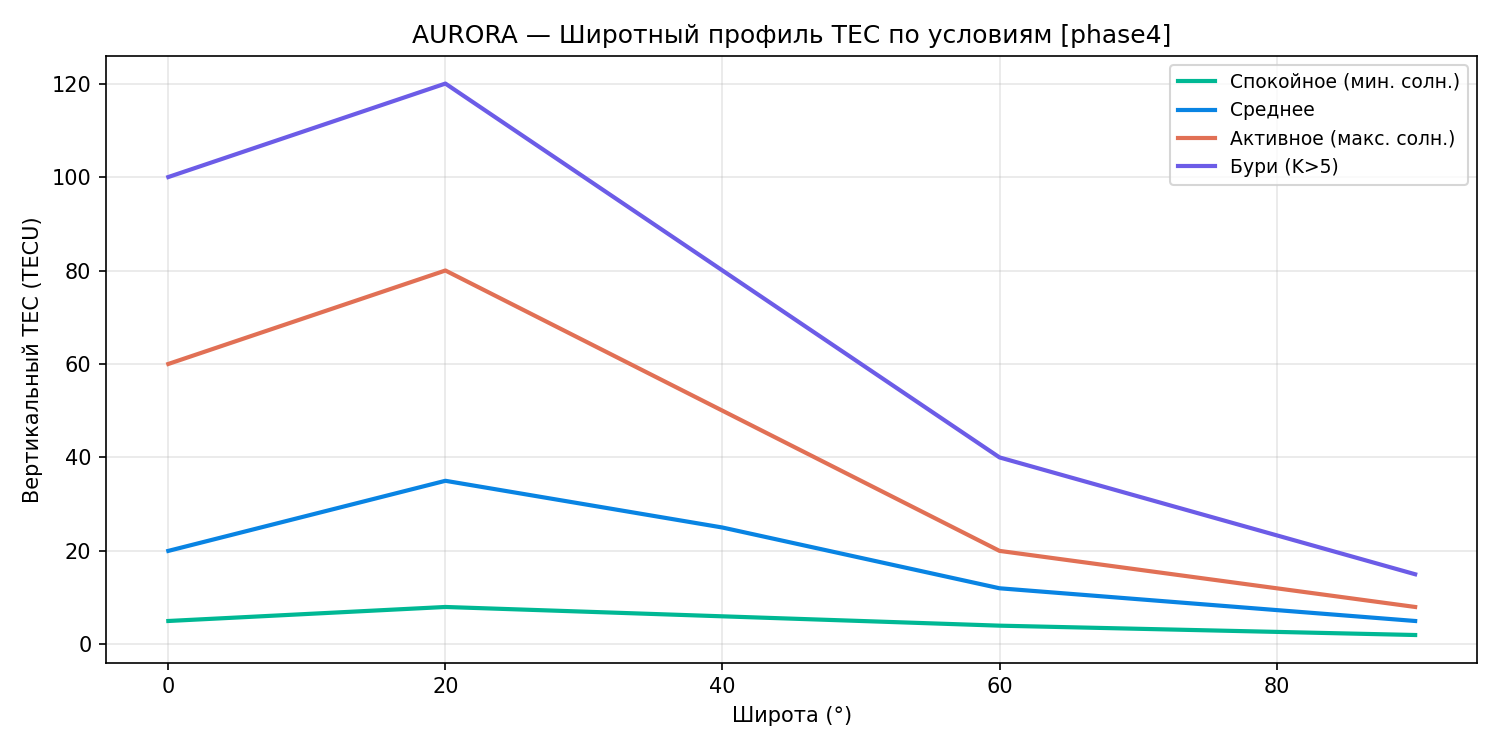 AURORA — Широтный профиль TEC по условиям [phase4]
Спокойное (мин. солн.)
Среднее
Активное (макс. солн.)
Бури (K>5)
Вертикальный TEC (TECU)
120
100
80
60
40
20
0
0 20 40 60 80
Широта (°)